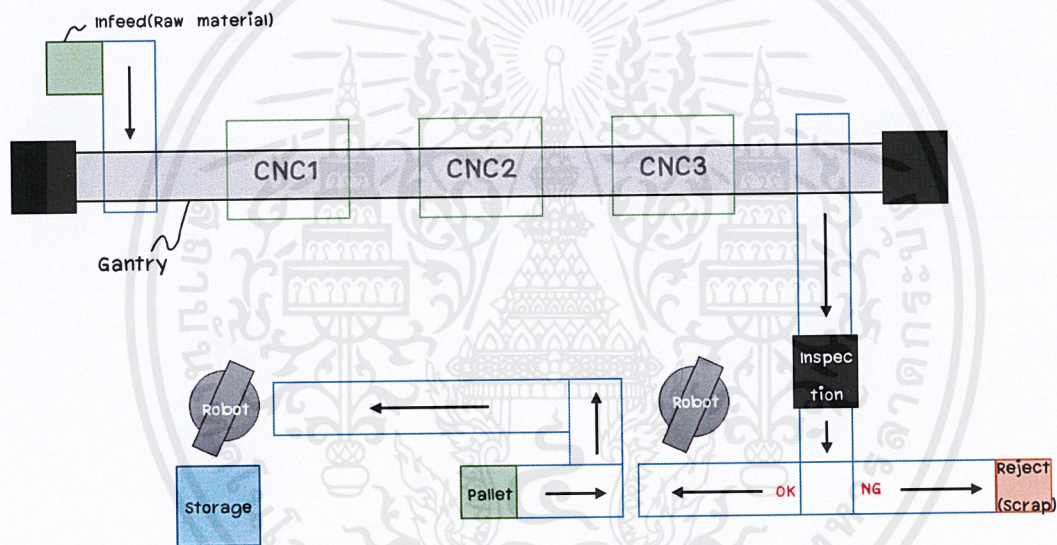 Infeed(Raw material)
CNC1
CNC2
CNC3
Gantry
Inspec
tion
Robot
Robot
Storage
Pallet
OK
NG
Reject
(Scrap)